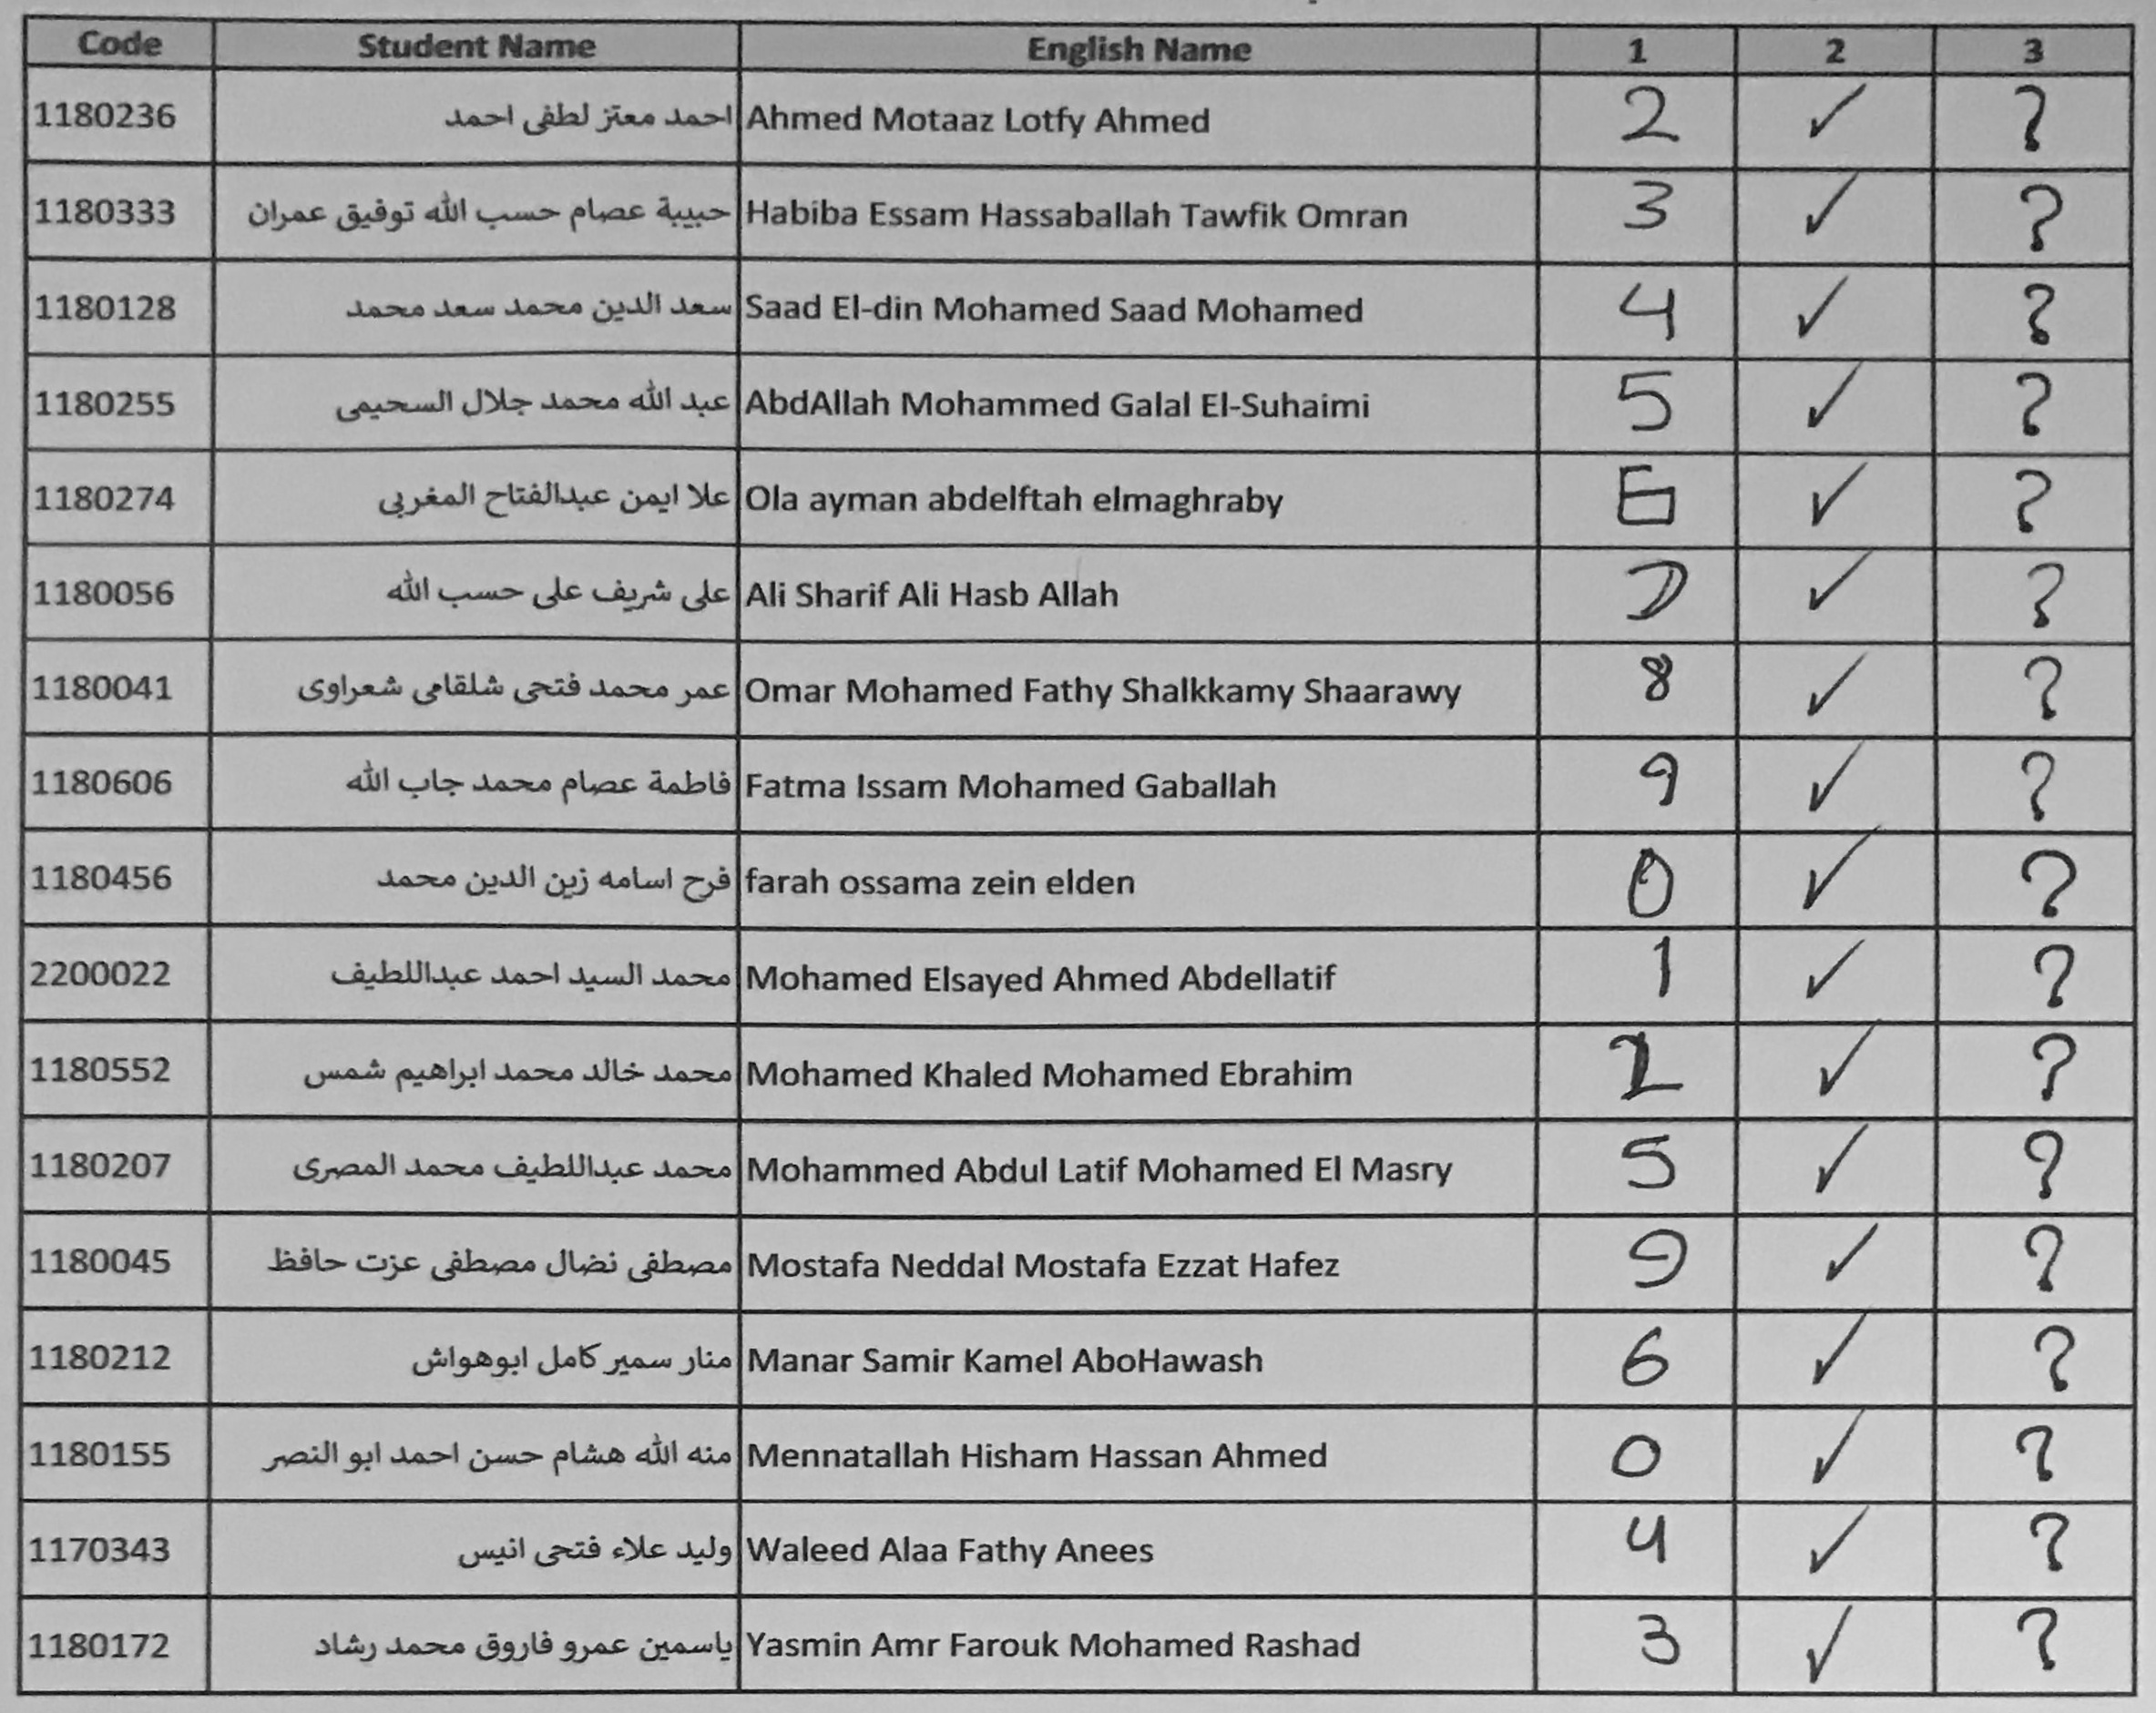 Code Student Name English Name 1 2 3
1180236 احمد معتز لطفى احمد Ahmed Motaaz Lotfy Ahmed 2 ✓ ?
1180333 حبيبة عصام حسب الله توفيق عمران Habiba Essam Hassaballah Tawfik Omran 3 ✓ ?
1180128 سعد الدين محمد سعد محمد Saad El-din Mohamed Saad Mohamed 4 ✓ ?
1180255 عبد الله محمد جلال السحيمى AbdAllah Mohammed Galal El-Suhaimi 5 ✓ ?
1180274 علا ايمن عبدالفتاح المغربى Ola ayman abdelftah elmaghraby 6 ✓ ?
1180056 على شريف على حسب الله Ali Sharif Ali Hasb Allah 7 ✓ ?
1180041 عمر محمد فتحى شلقامى شعراوى Omar Mohamed Fathy Shalkkamy Shaarawy 8 ✓ ?
1180606 فاطمة عصام محمد جاب الله Fatma Issam Mohamed Gaballah 9 ✓ ?
1180456 فرح اسامه زين الدين محمد farah ossama zein elden 0 ✓ ?
2200022 محمد السيد احمد عبداللطيف Mohamed Elsayed Ahmed Abdellatif 1 ✓ ?
1180552 محمد خالد محمد ابراهيم شمس Mohamed Khaled Mohamed Ebrahim 2 ✓ ?
1180207 محمد عبداللطيف محمد المصرى Mohammed Abdul Latif Mohamed El Masry 5 ✓ ?
1180045 مصطفى نضال مصطفى عزت حافظ Mostafa Neddal Mostafa Ezzat Hafez 9 ✓ ?
1180212 منار سمير كامل ابوهواش Manar Samir Kamel AboHawash 6 ✓ ?
1180155 منه الله هشام حسن احمد ابو النصر Mennatallah Hisham Hassan Ahmed 0 ✓ ?
1170343 وليد علاء فتحى انيس Waleed Alaa Fathy Anees 4 ✓ ?
1180172 ياسمين عمرو فاروق محمد رشاد Yasmin Amr Farouk Mohamed Rashad 3 ✓ ?